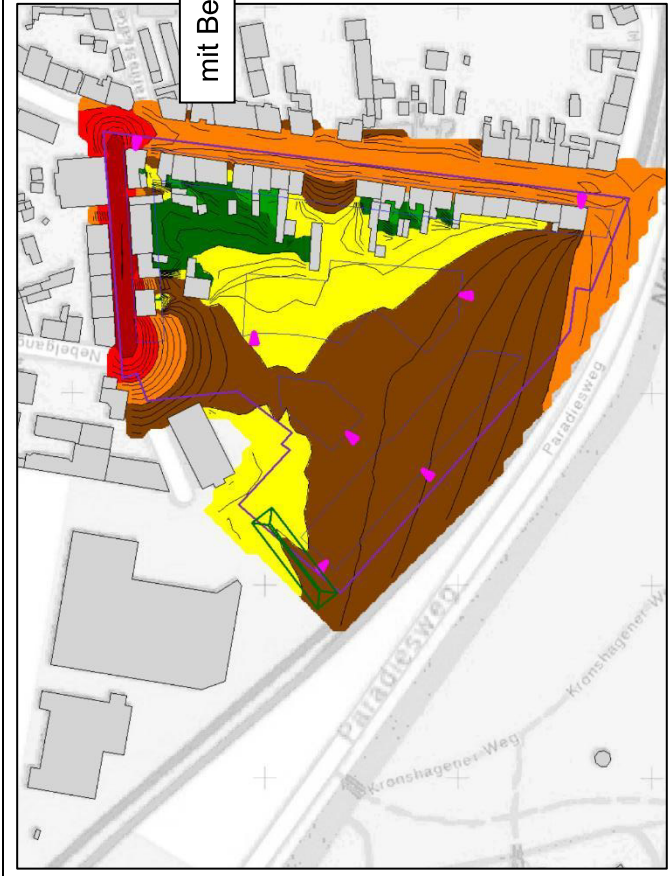 mit Be
Nebelgang
Paradiesweg
Paradiesweg
Kronshagener W
Kronshagener Weg